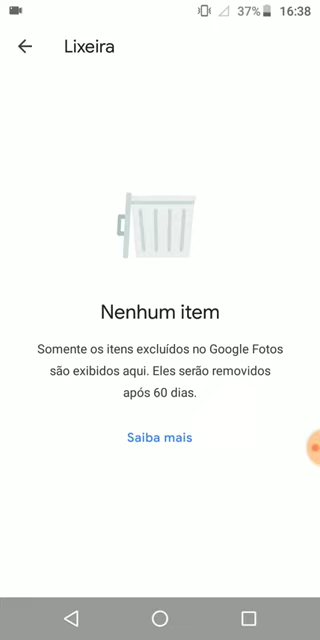 37% 16:38
Lixeira
Nenhum item
Somente os itens excluídos no Google Fotos
são exibidos aqui. Eles serão removidos
após 60 dias.
Saiba mais